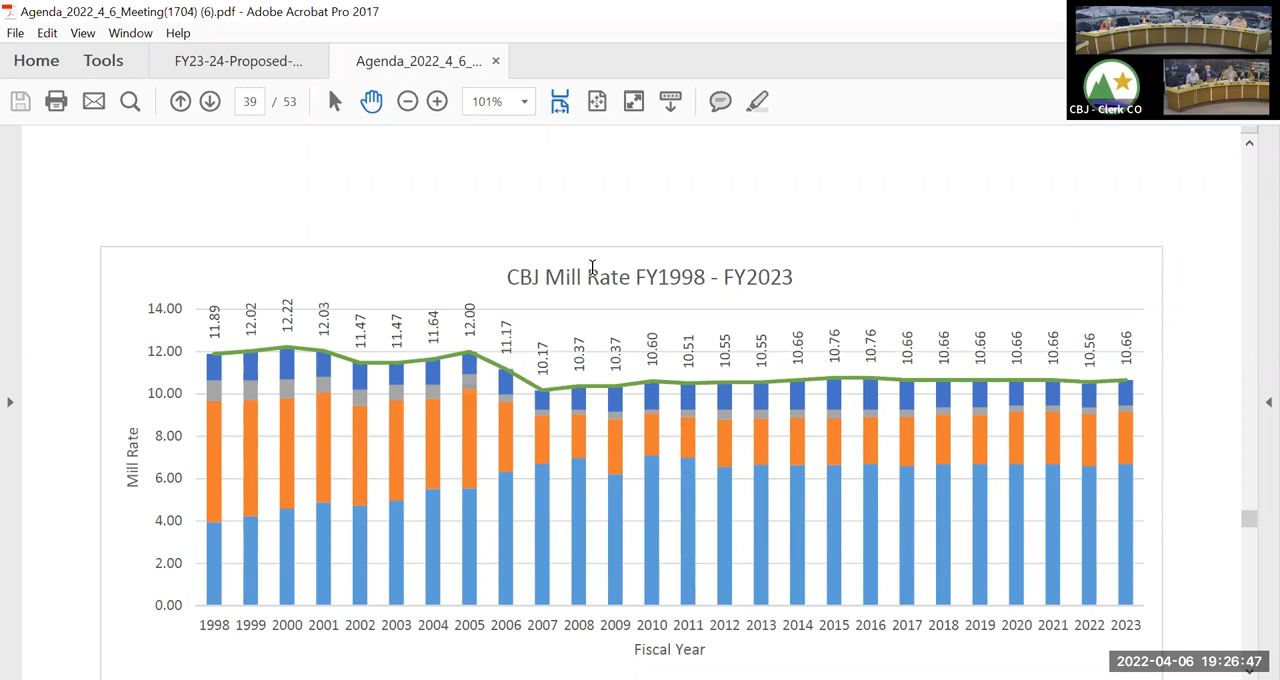 Agenda_2022_4_6_Meeting(1704) (6).pdf - Adobe Acrobat Pro 2017
File Edit View Window Help
Home Tools FY23-24-Proposed-... Agenda_2022_4_6_... ×
39 / 53 101%
CBJ - Clerk CO
CBJ Mill Rate FY1998 - FY2023
14.00
12.00
10.00
8.00
6.00
4.00
2.00
0.00
Mill Rate
11.89 12.02 12.22 12.03 11.47 11.47 11.64 12.00 11.17 10.17 10.37 10.37 10.60 10.51 10.55 10.55 10.66 10.76 10.76 10.66 10.66 10.66 10.66 10.66 10.56 10.66
1998 1999 2000 2001 2002 2003 2004 2005 2006 2007 2008 2009 2010 2011 2012 2013 2014 2015 2016 2017 2018 2019 2020 2021 2022 2023
Fiscal Year
2022-04-06 19:26:47